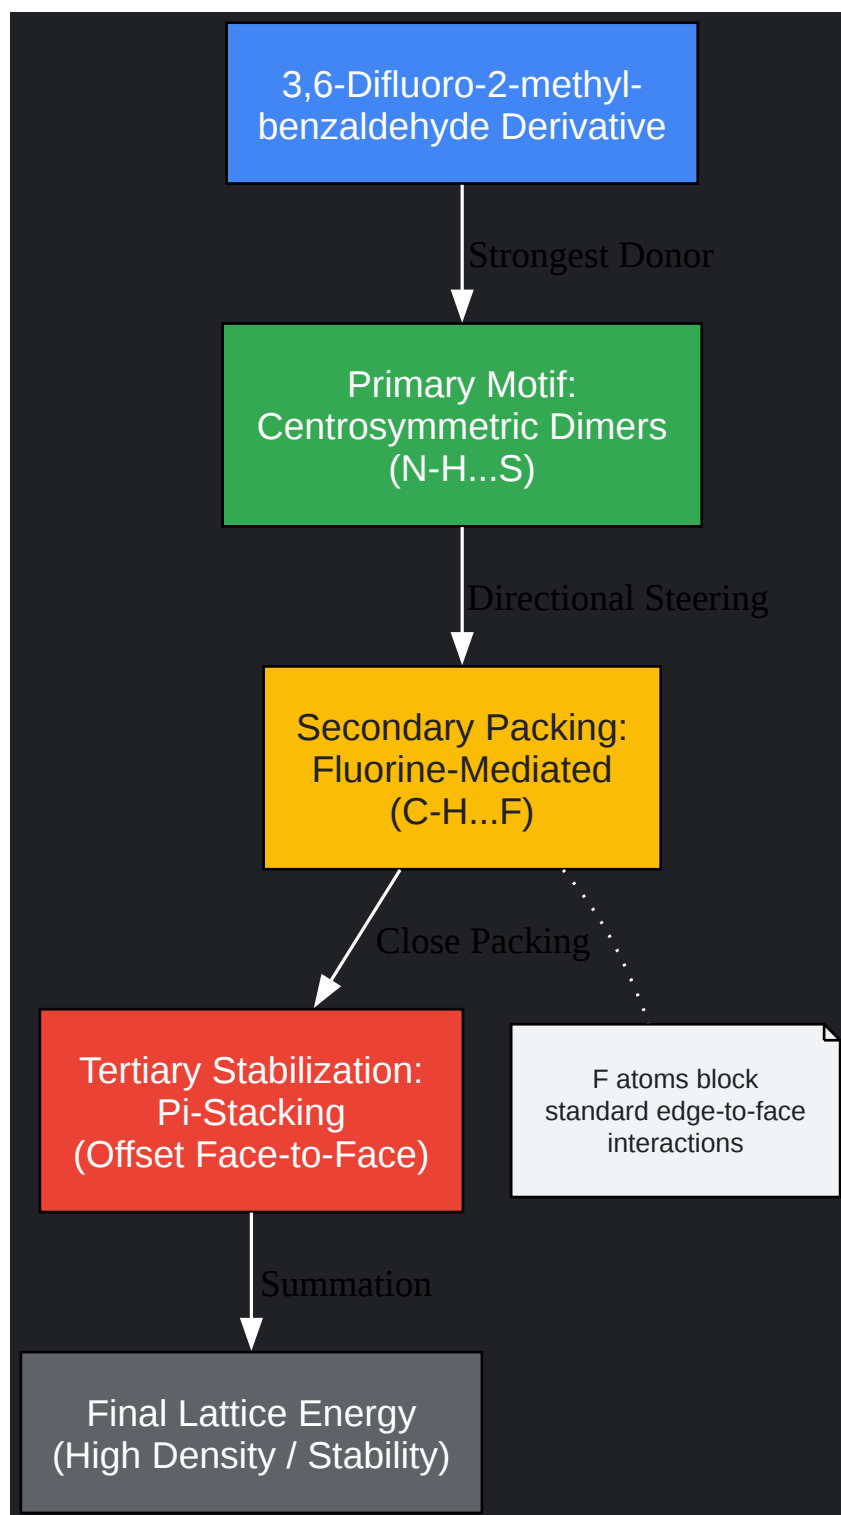 3,6-Difluoro-2-methyl-
benzaldehyde Derivative
Strongest Donor
Primary Motif:
Centrosymmetric Dimers
(N-H...S)
Directional Steering
Secondary Packing:
Fluorine-Mediated
(C-H...F)
Close Packing
Tertiary Stabilization:
Pi-Stacking
(Offset Face-to-Face)
F atoms block
standard edge-to-face
interactions
Summation
Final Lattice Energy
(High Density / Stability)